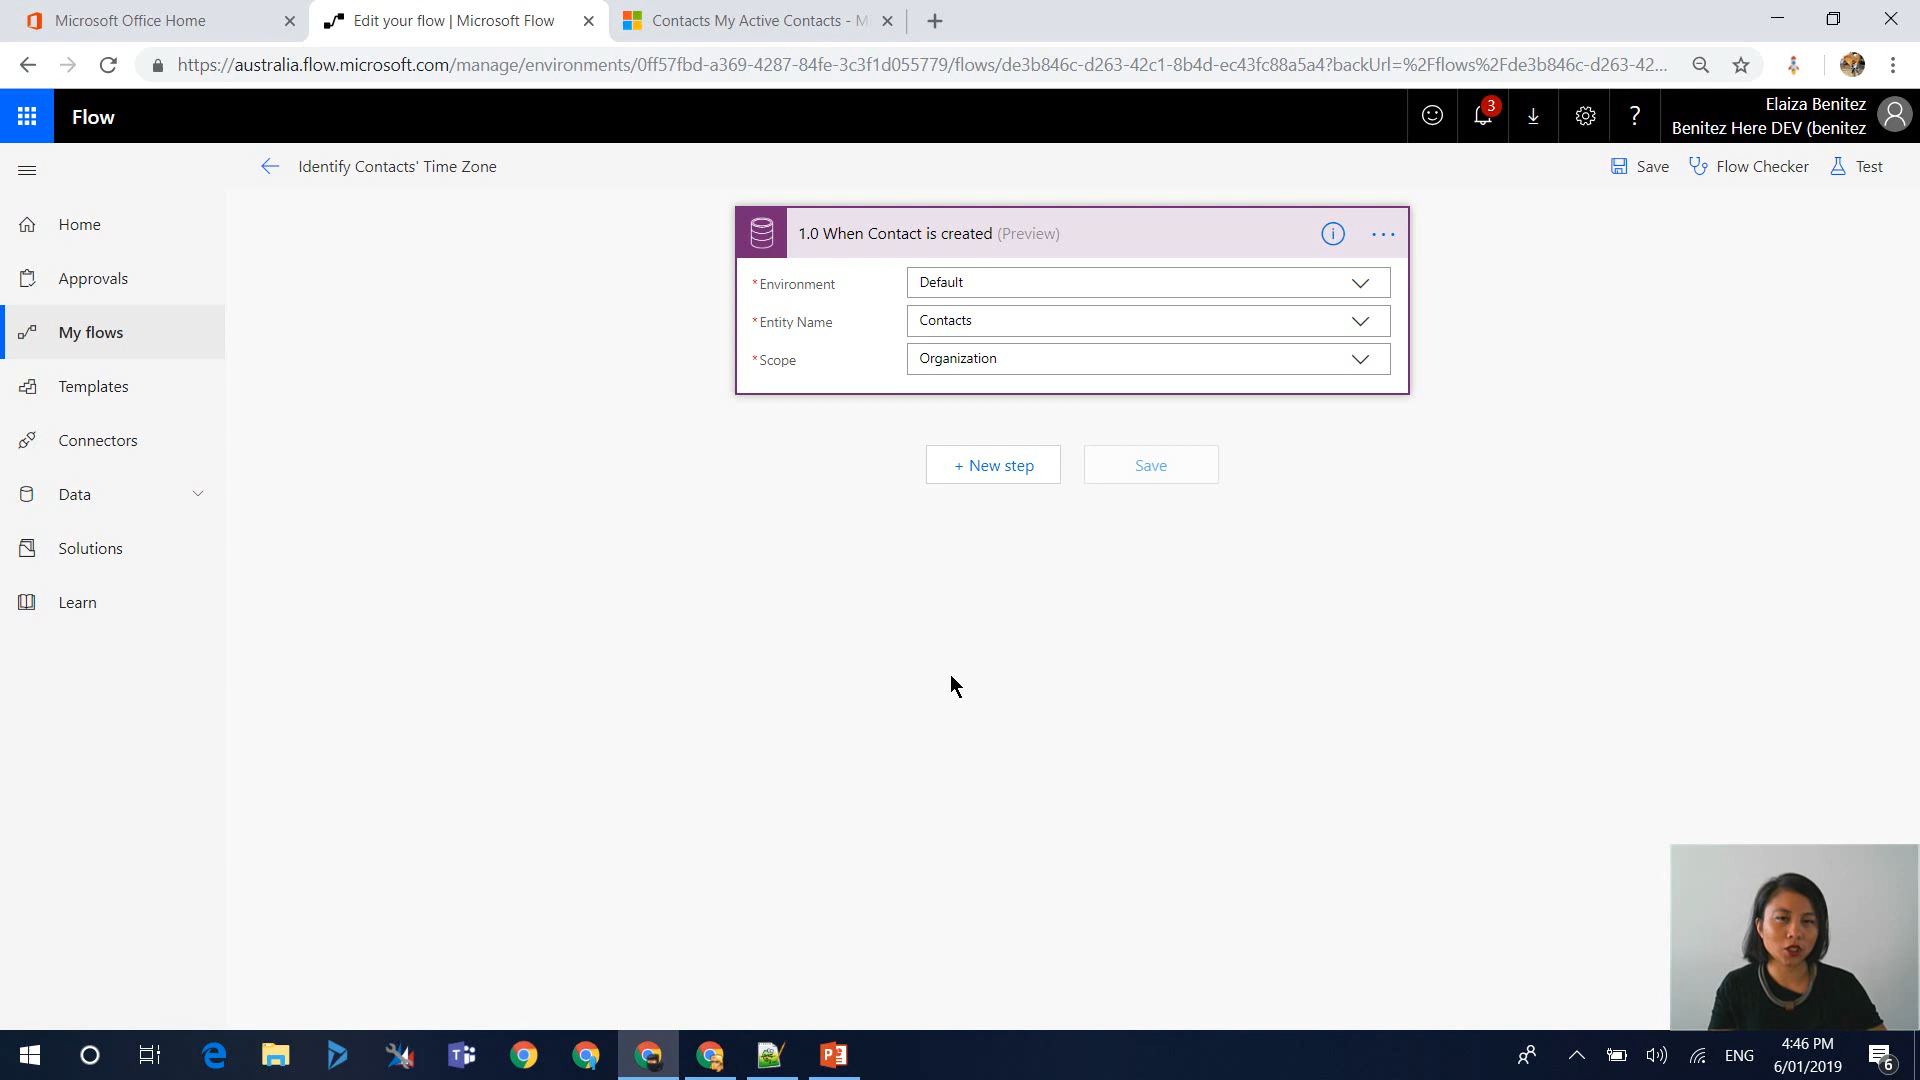 Microsoft Office Home
Edit your flow | Microsoft Flow
Contacts My Active Contacts - M
https://australia.flow.microsoft.com/manage/environments/0ff57fbd-a369-4287-84fe-3c3f1d055779/flows/de3b846c-d263-42c1-8b4d-ec43fc88a5a4?backUrl=%2Fflows%2Fde3b846c-d263-42...
Flow
3
?
Elaiza Benitez
Benitez Here DEV (benitez
Identify Contacts' Time Zone
Save
Flow Checker
Test
Home
Approvals
My flows
Templates
Connectors
Data
Solutions
Learn
1.0 When Contact is created (Preview)
*Environment
Default
*Entity Name
Contacts
*Scope
Organization
+ New step
Save
ENG
4:46 PM
6/01/2019
6